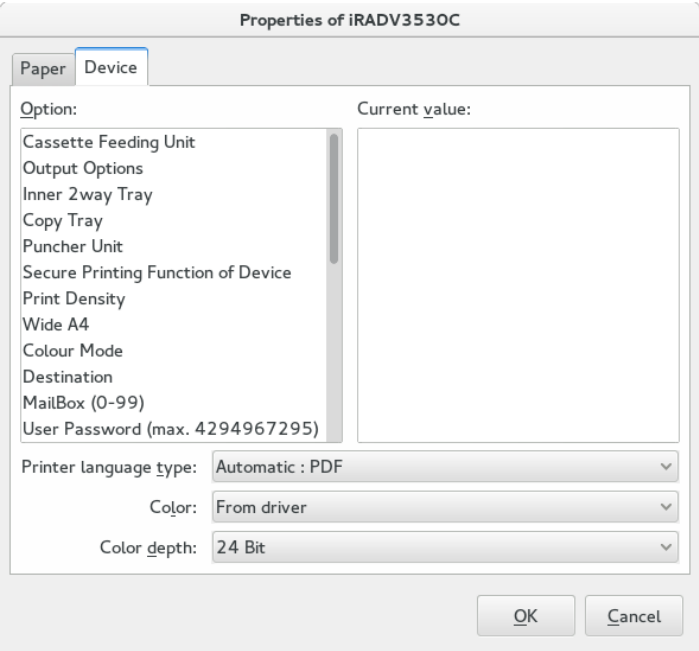 Properties of iRADV3530C
Paper Device
Option: Current value:
Cassette Feeding Unit
Output Options
Inner 2way Tray
Copy Tray
Puncher Unit
Secure Printing Function of Device
Print Density
Wide A4
Colour Mode
Destination
MailBox (0-99)
User Password (max. 4294967295)
Printer language type: Automatic : PDF
Color: From driver
Color depth: 24 Bit
OK Cancel